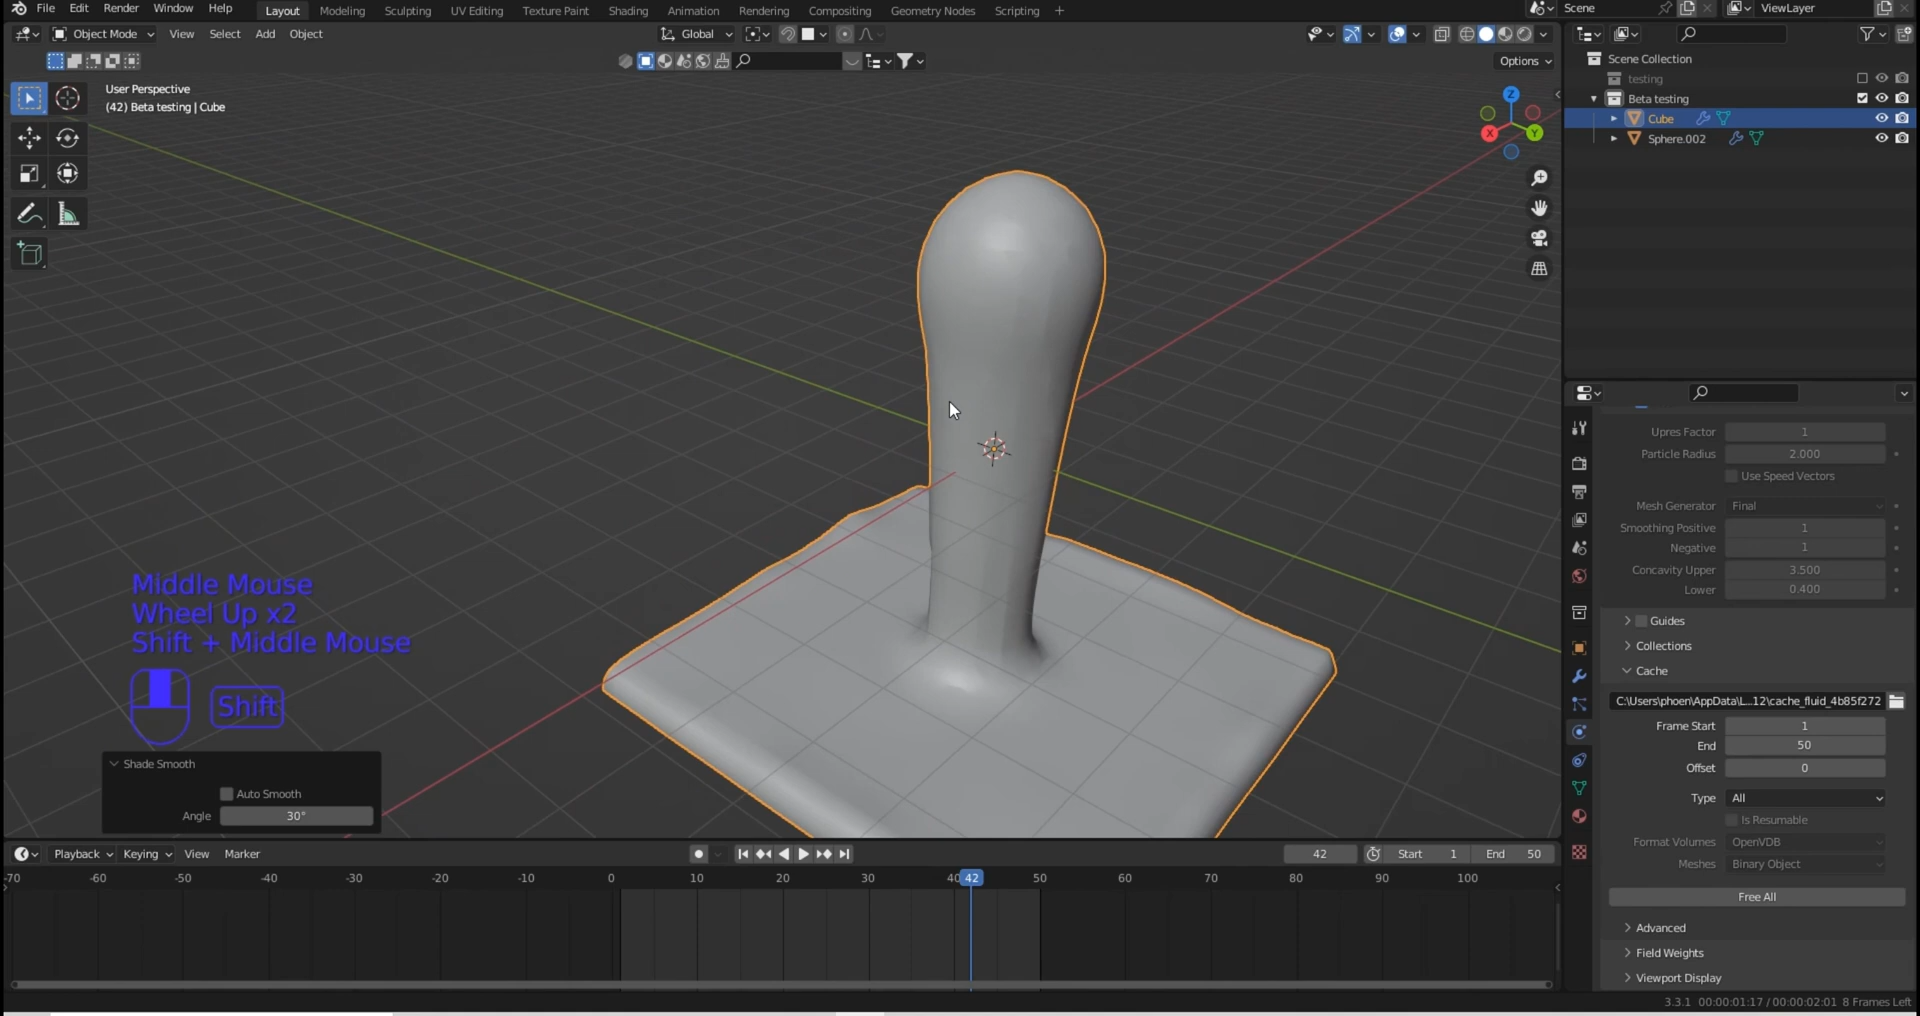 File Edit Render Window Help Layout Modeling Sculpting UV Editing Texture Paint Shading Animation Rendering Compositing Geometry Nodes Scripting + Scene ViewLayer
Object Mode View Select Add Object Global
Options
User Perspective
(42) Beta testing | Cube
Z
X Y
Scene Collection
testing
Beta testing
Cube
Sphere.002
Upres Factor 1
Particle Radius 2.000
Use Speed Vectors
Mesh Generator Final
Smoothing Positive 1
Negative 1
Concavity Upper 3.500
Lower 0.400
Guides
Collections
Cache
C:\Users\phoen\AppData\L...12\cache_fluid_4b85f272
Frame Start 1
End 50
Offset 0
Type All
Is Resumable
Format Volumes OpenVDB
Meshes Binary Object
Free All
Advanced
Field Weights
Viewport Display
Middle Mouse
Wheel Up x2
Shift + Middle Mouse
Shift
Shade Smooth
Auto Smooth
Angle 30°
Playback Keying View Marker 42 Start 1 End 50
-70 -60 -50 -40 -30 -20 -10 0 10 20 30 40 42 50 60 70 80 90 100
3.3.1 00:00:01:17 / 00:00:02:01 8 Frames Left